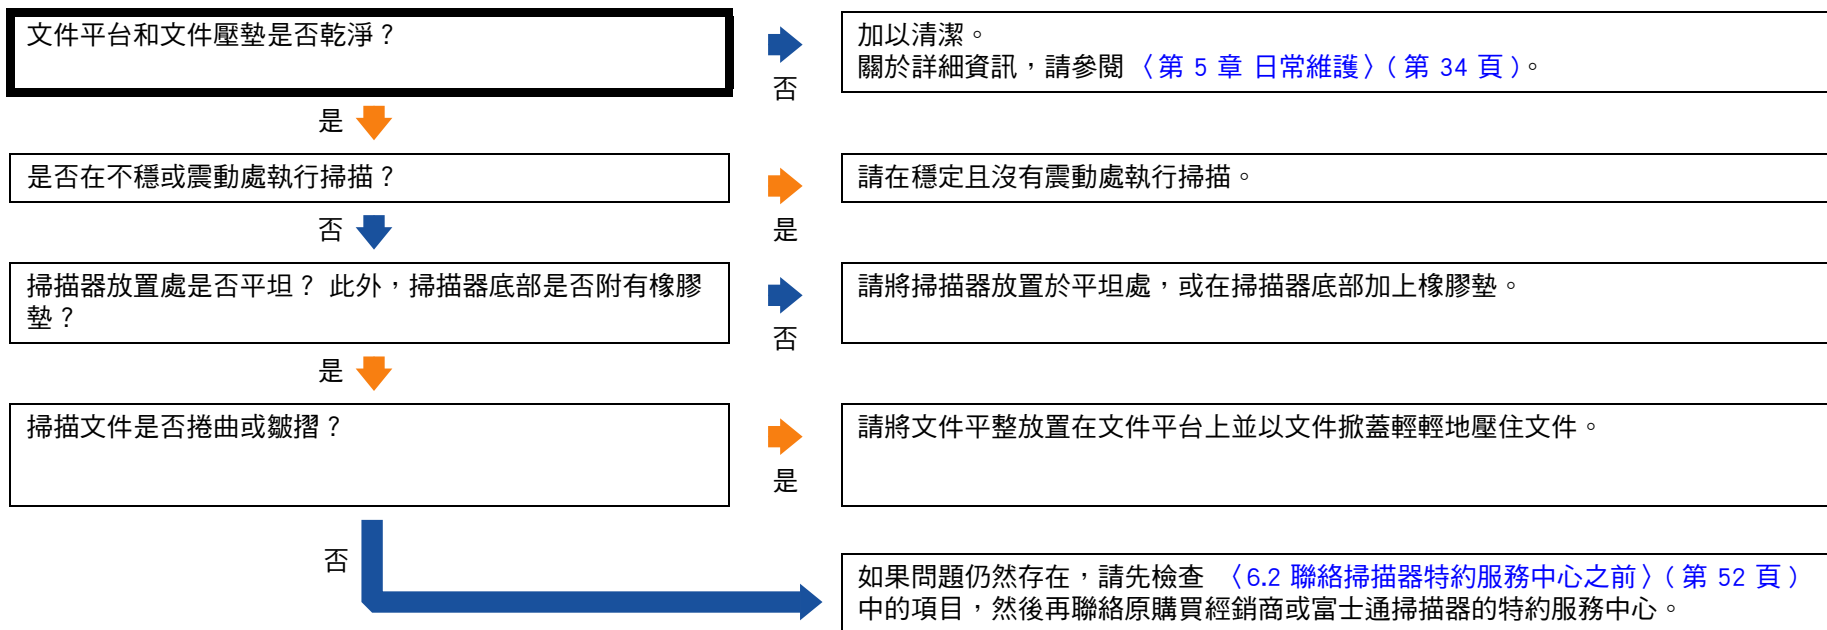 文件平台和文件壓墊是否乾淨？
否
加以清潔。
關於詳細資訊，請參閱 〈第 5 章 日常維護〉( 第 34 頁 )。
是
是否在不穩或震動處執行掃描？
是
請在穩定且沒有震動處執行掃描。
否
掃描器放置處是否平坦？ 此外，掃描器底部是否附有橡膠
墊？
否
請將掃描器放置於平坦處，或在掃描器底部加上橡膠墊。
是
掃描文件是否捲曲或皺摺？
是
請將文件平整放置在文件平台上並以文件掀蓋輕輕地壓住文件。
否
如果問題仍然存在，請先檢查 〈6.2 聯絡掃描器特約服務中心之前〉( 第 52 頁 )
中的項目，然後再聯絡原購買經銷商或富士通掃描器的特約服務中心。